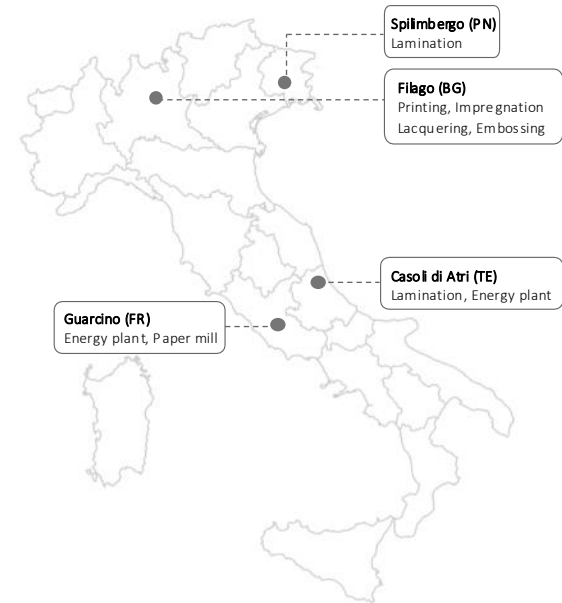 Spilimbergo (PN)
Lamination
Filago (BG)
Printing, Impregnation
Lacquering, Embossing
Casoli di Atri (TE)
Lamination, Energy plant
Guarcino (FR)
Energy plant, Paper mill